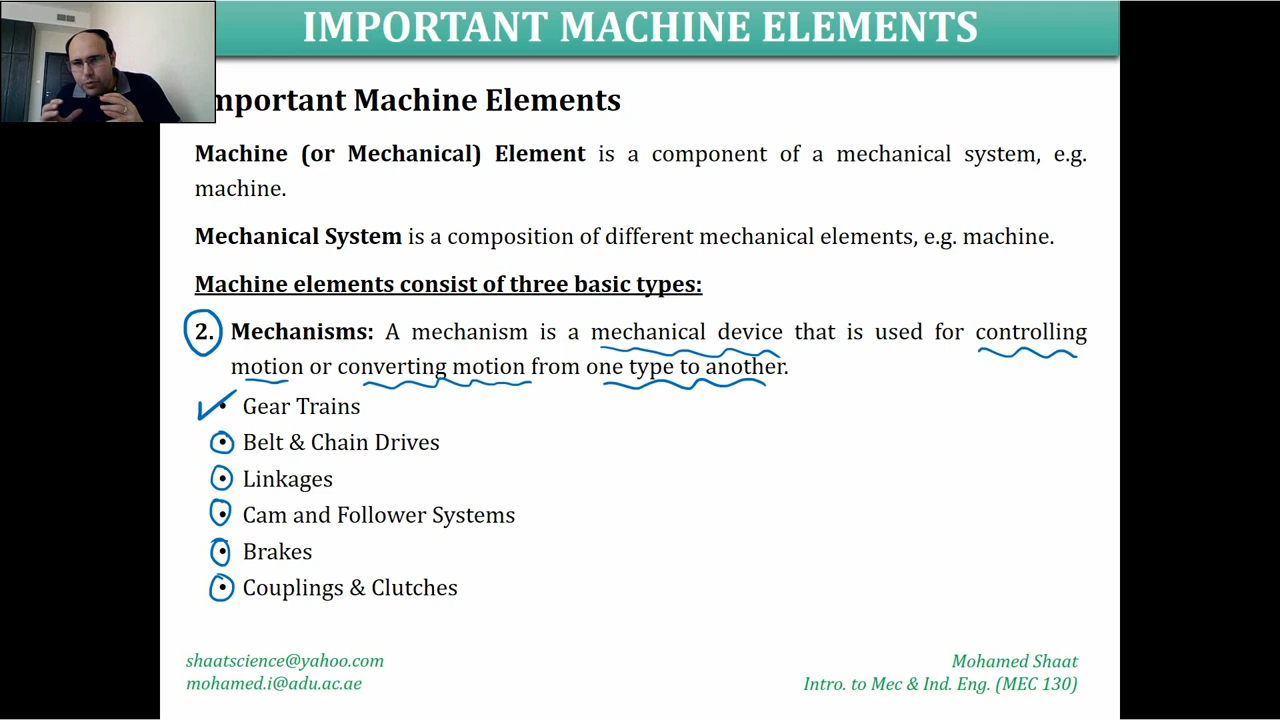 IMPORTANT MACHINE ELEMENTS
mportant Machine Elements
Machine (or Mechanical) Element is a component of a mechanical system, e.g.
machine.
Mechanical System is a composition of different mechanical elements, e.g. machine.
Machine elements consist of three basic types:
2. Mechanisms: A mechanism is a mechanical device that is used for controlling
motion or converting motion from one type to another.
• Gear Trains
• Belt & Chain Drives
• Linkages
• Cam and Follower Systems
• Brakes
• Couplings & Clutches
shaatscience@yahoo.com
mohamed.i@adu.ac.ae
Mohamed Shaat
Intro. to Mec & Ind. Eng. (MEC 130)